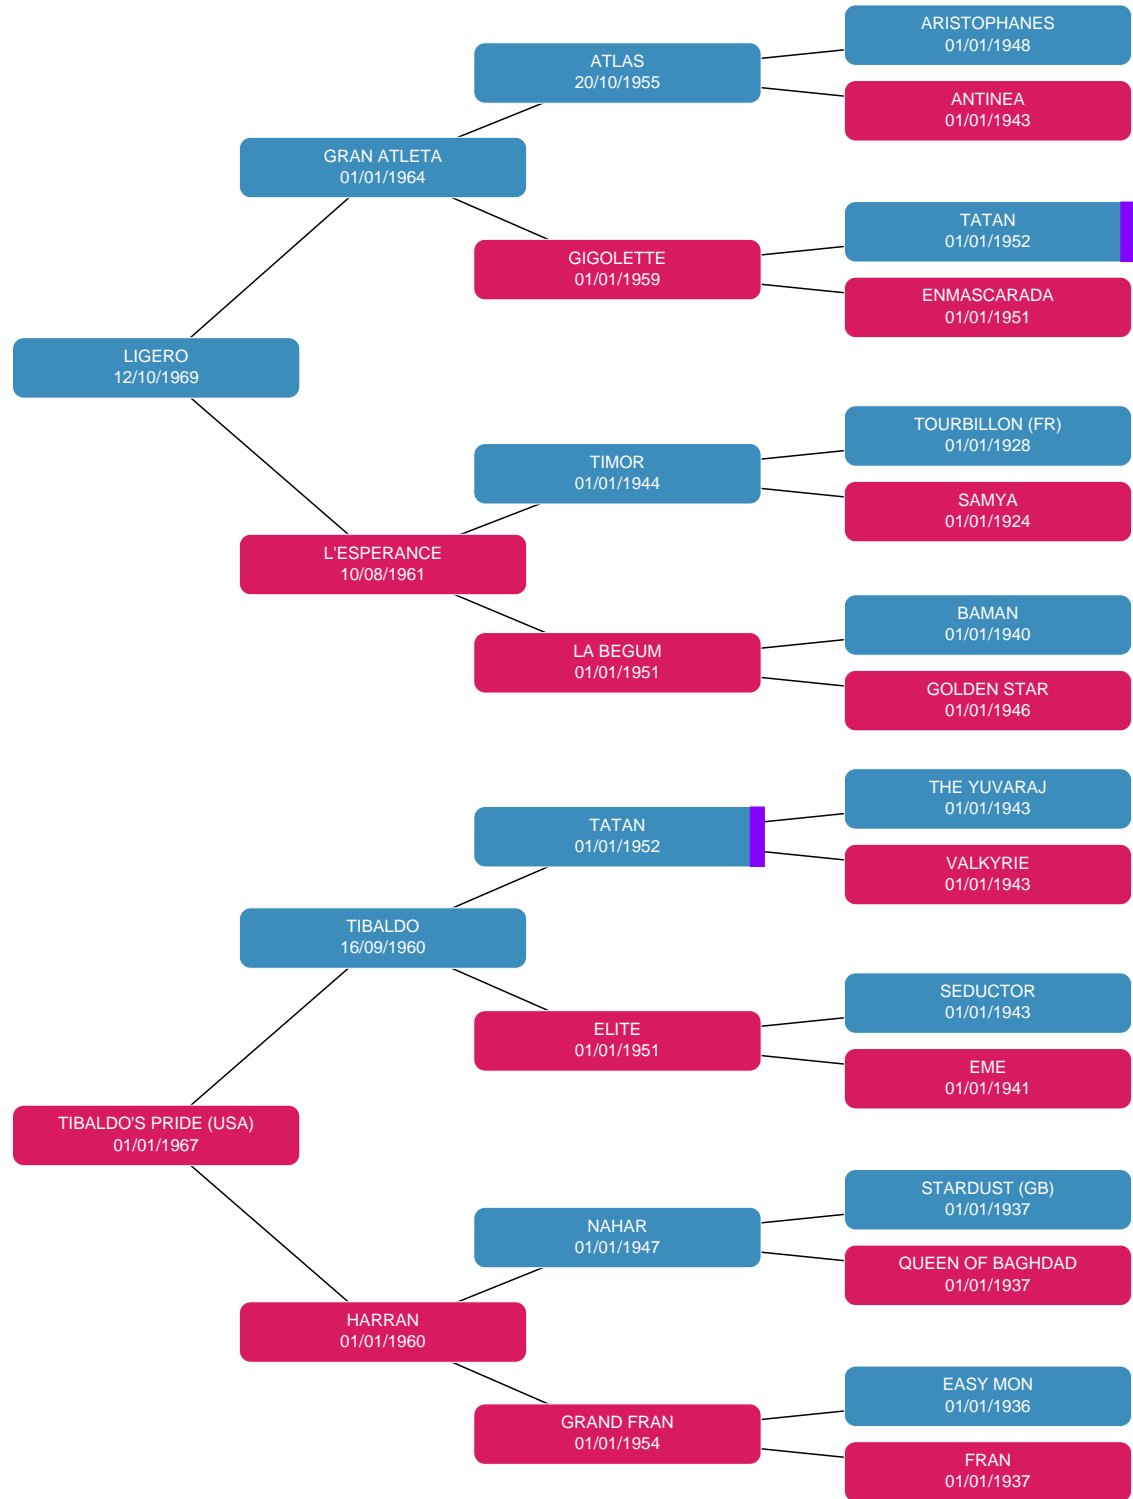 ARISTOPHANES
01/01/1948
ATLAS
20/10/1955
ANTINEA
01/01/1943
GRAN ATLETA
01/01/1964
TATAN
01/01/1952
GIGOLETTE
01/01/1959
ENMASCARADA
01/01/1951
LIGERO
12/10/1969
TOURBILLON (FR)
01/01/1928
TIMOR
01/01/1944
SAMYA
01/01/1924
L'ESPERANCE
10/08/1961
BAMAN
01/01/1940
LA BEGUM
01/01/1951
GOLDEN STAR
01/01/1946
THE YUVARAJ
01/01/1943
TATAN
01/01/1952
VALKYRIE
01/01/1943
TIBALDO
16/09/1960
SEDUCTOR
01/01/1943
ELITE
01/01/1951
EME
01/01/1941
TIBALDO'S PRIDE (USA)
01/01/1967
STARDUST (GB)
01/01/1937
NAHAR
01/01/1947
QUEEN OF BAGHDAD
01/01/1937
HARRAN
01/01/1960
EASY MON
01/01/1936
GRAND FRAN
01/01/1954
FRAN
01/01/1937